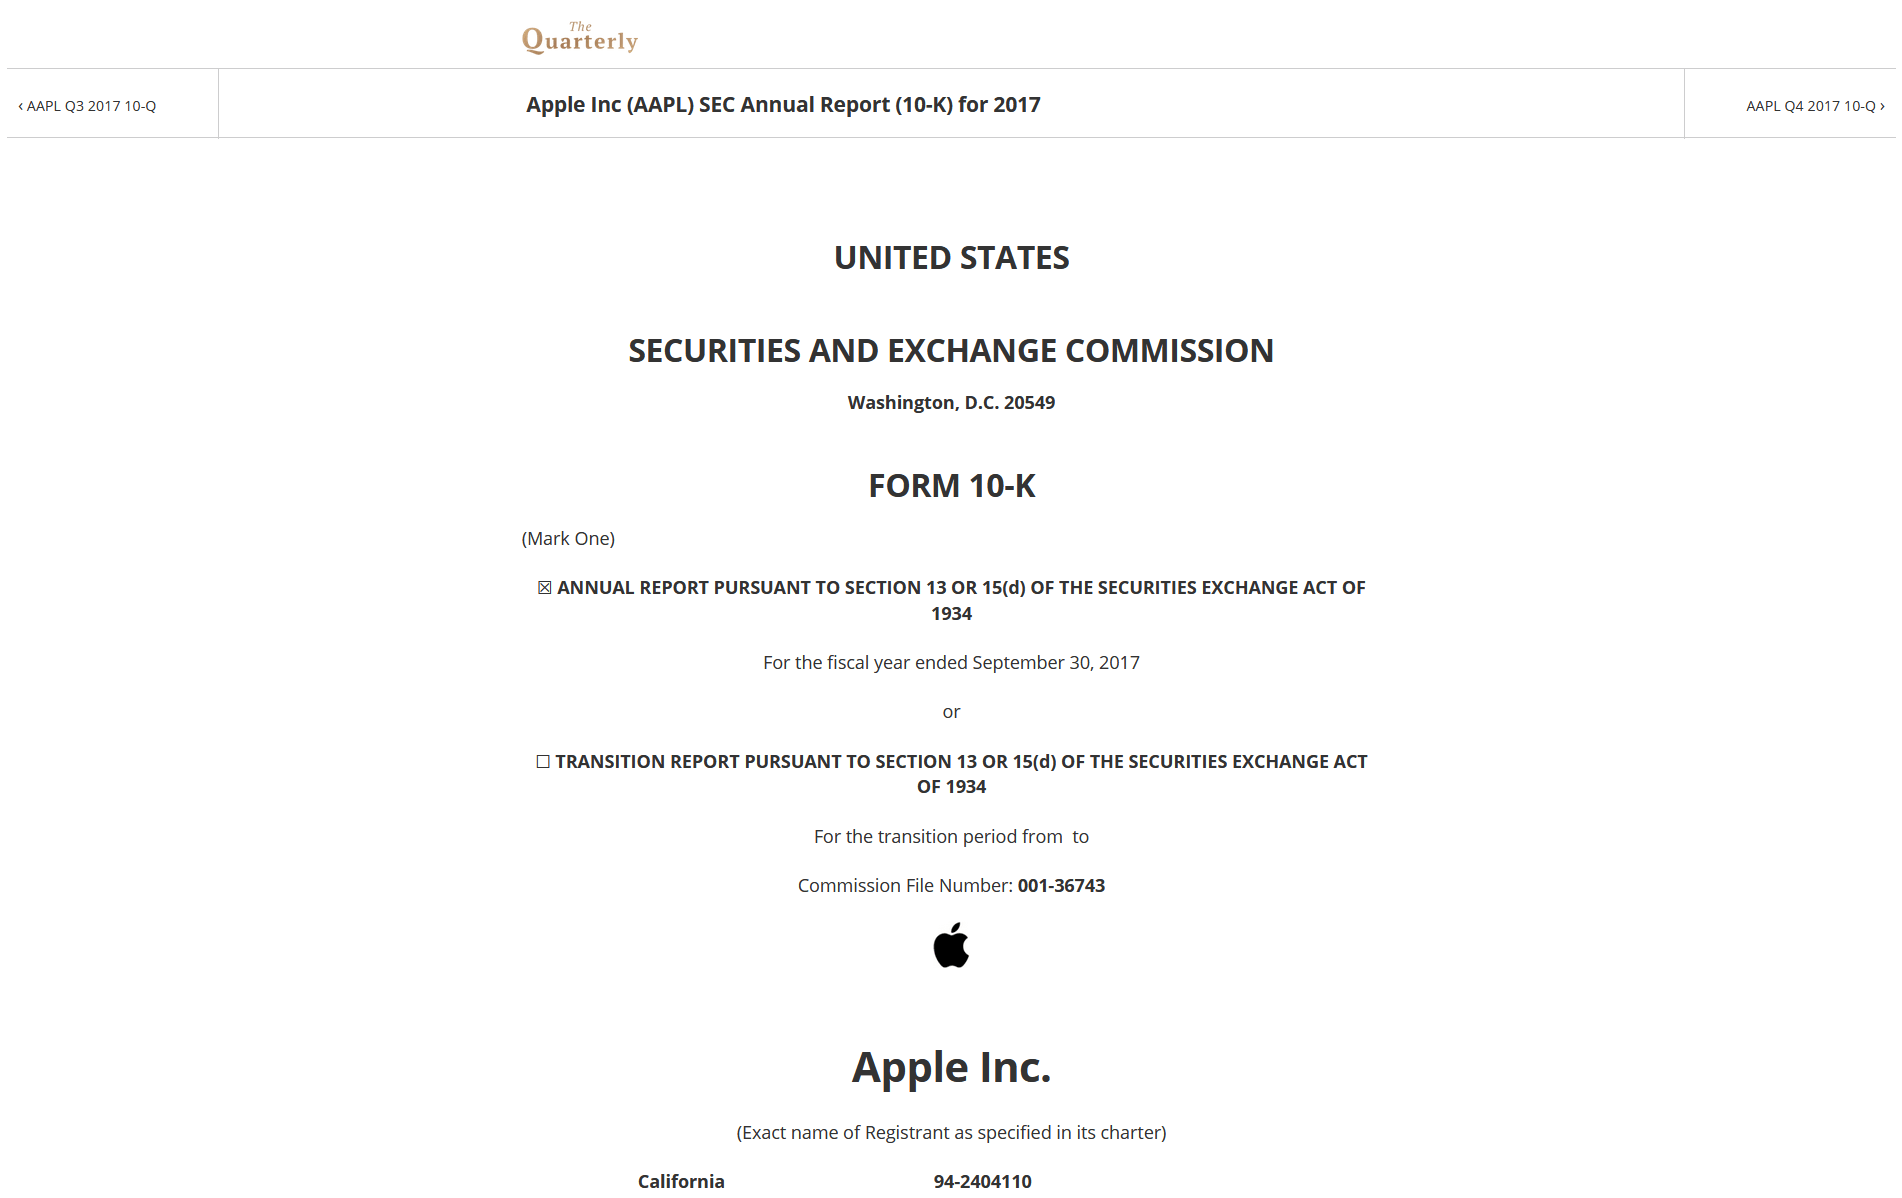 The
Quarterly
‹ AAPL Q3 2017 10-Q
Apple Inc (AAPL) SEC Annual Report (10-K) for 2017
AAPL Q4 2017 10-Q ›
UNITED STATES
SECURITIES AND EXCHANGE COMMISSION
Washington, D.C. 20549
FORM 10-K
(Mark One)
☒ ANNUAL REPORT PURSUANT TO SECTION 13 OR 15(d) OF THE SECURITIES EXCHANGE ACT OF
1934
For the fiscal year ended September 30, 2017
or
☐ TRANSITION REPORT PURSUANT TO SECTION 13 OR 15(d) OF THE SECURITIES EXCHANGE ACT
OF 1934
For the transition period from  to
Commission File Number: 001-36743
Apple Inc.
(Exact name of Registrant as specified in its charter)
California 94-2404110